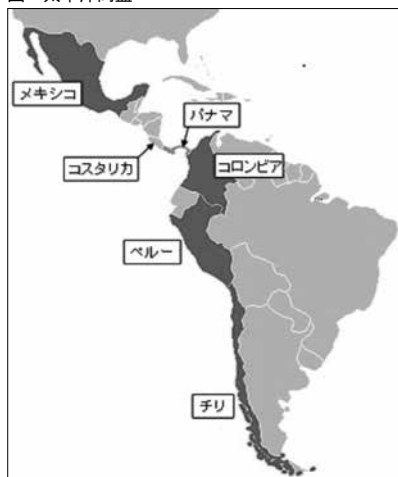 メキシコ
パナマ
コスタリカ
コロンビア
ペルー
チリ